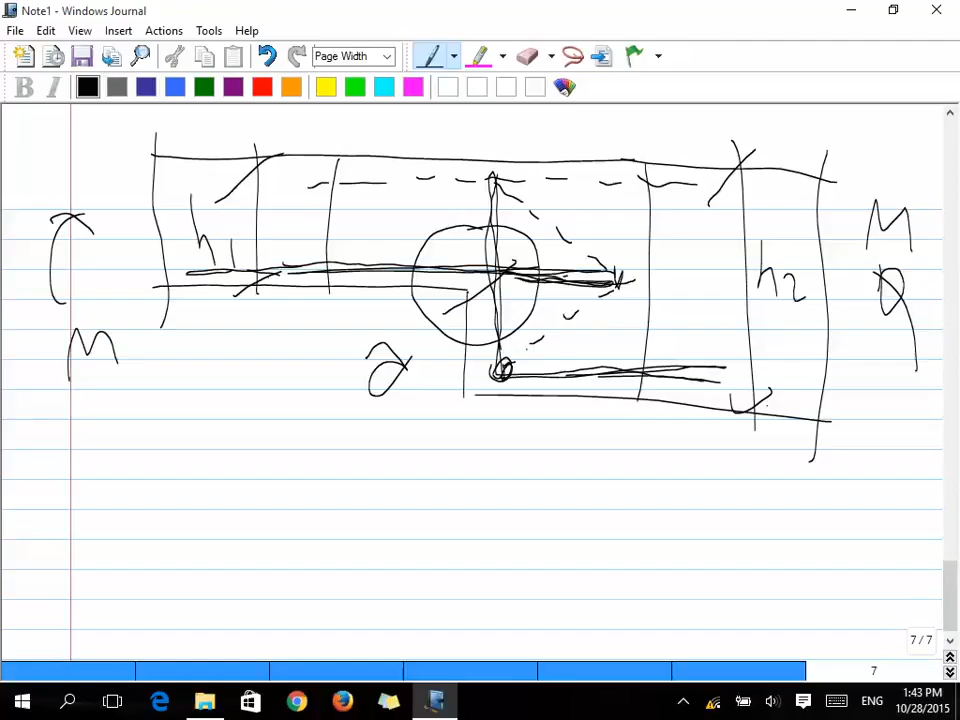 Note1 - Windows Journal
File Edit View Insert Actions Tools Help
Page Width
B I
h1
h2
M
M
7 / 7
7
ENG
1:43 PM
10/28/2015